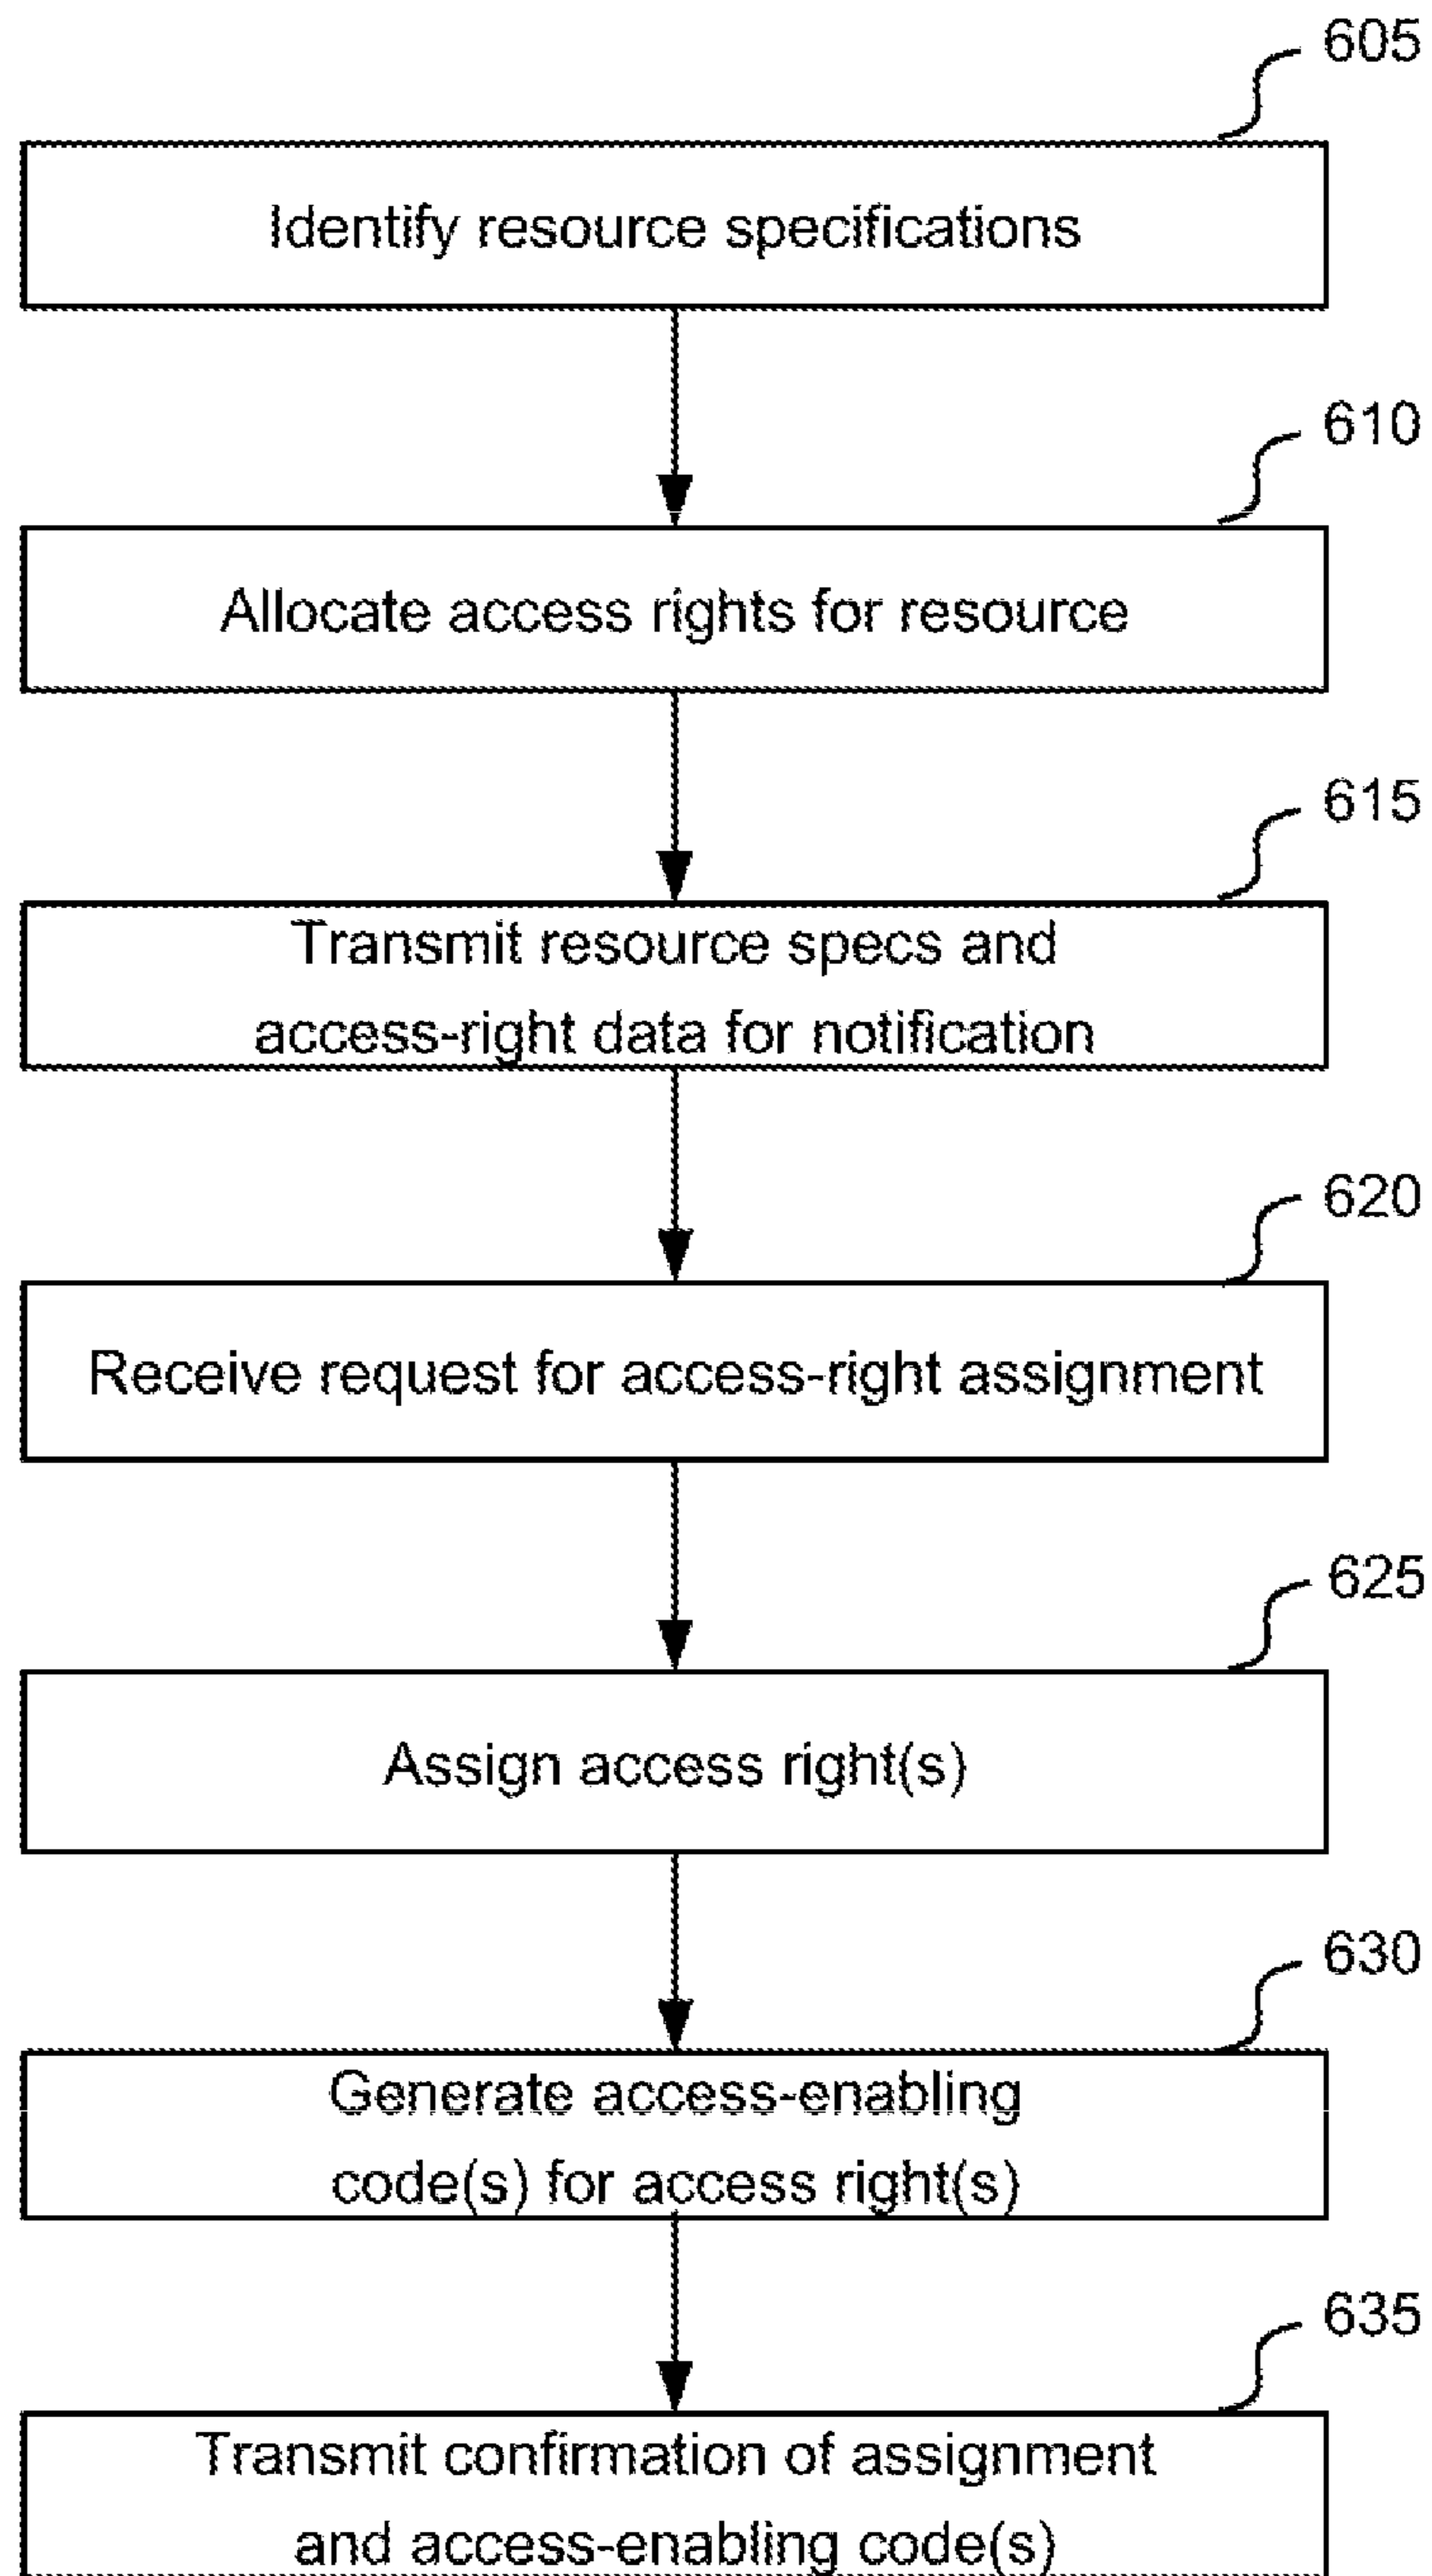 605
Identify resource specifications
610
Allocate access rights for resource
615
Transmit resource specs and
access-right data for notification
620
Receive request for access-right assignment
625
Assign access right(s)
630
Generate access-enabling
code(s) for access right(s)
635
Transmit confirmation of assignment
and access-enabling code(s)